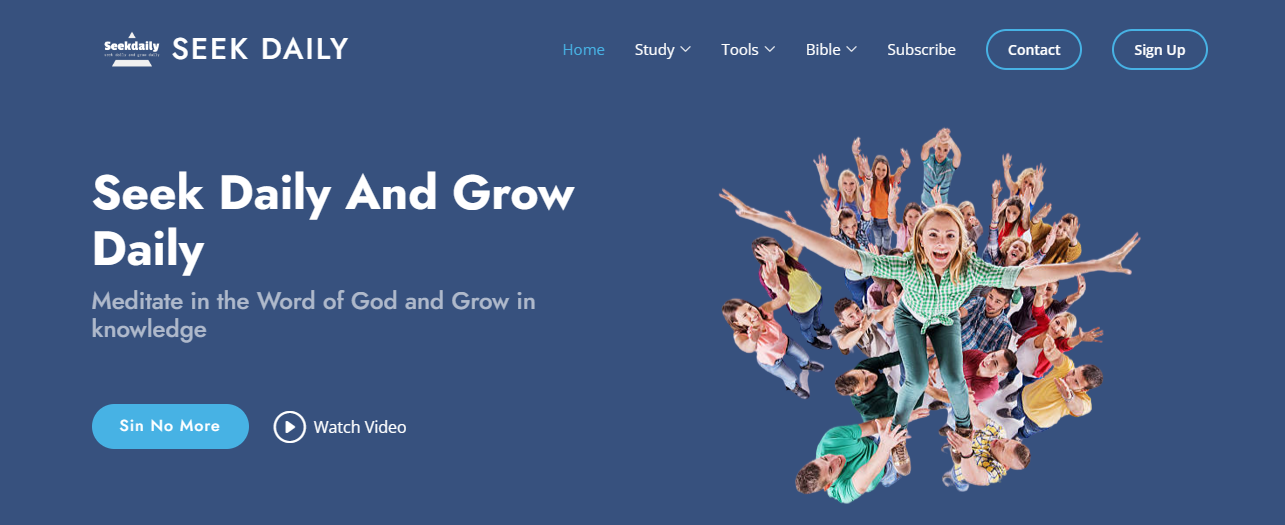 Seekdaily
seek daily and grow daily
SEEK DAILY
Home
Study
Tools
Bible
Subscribe
Contact
Sign Up
Seek Daily And Grow
Daily
Meditate in the Word of God and Grow in
knowledge
Sin No More
Watch Video